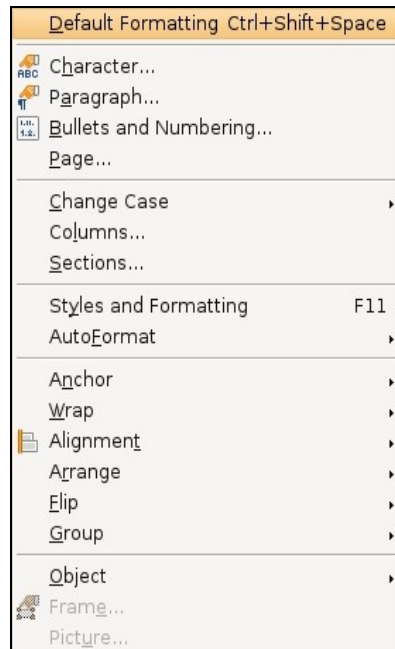 Default Formatting Ctrl+Shift+Space
ABC Character...
Paragraph...
Bullets and Numbering...
Page...
Change Case
Columns...
Sections...
Styles and Formatting F11
AutoFormat
Anchor
Wrap
Alignment
Arrange
Flip
Group
Object
Frame...
Picture...